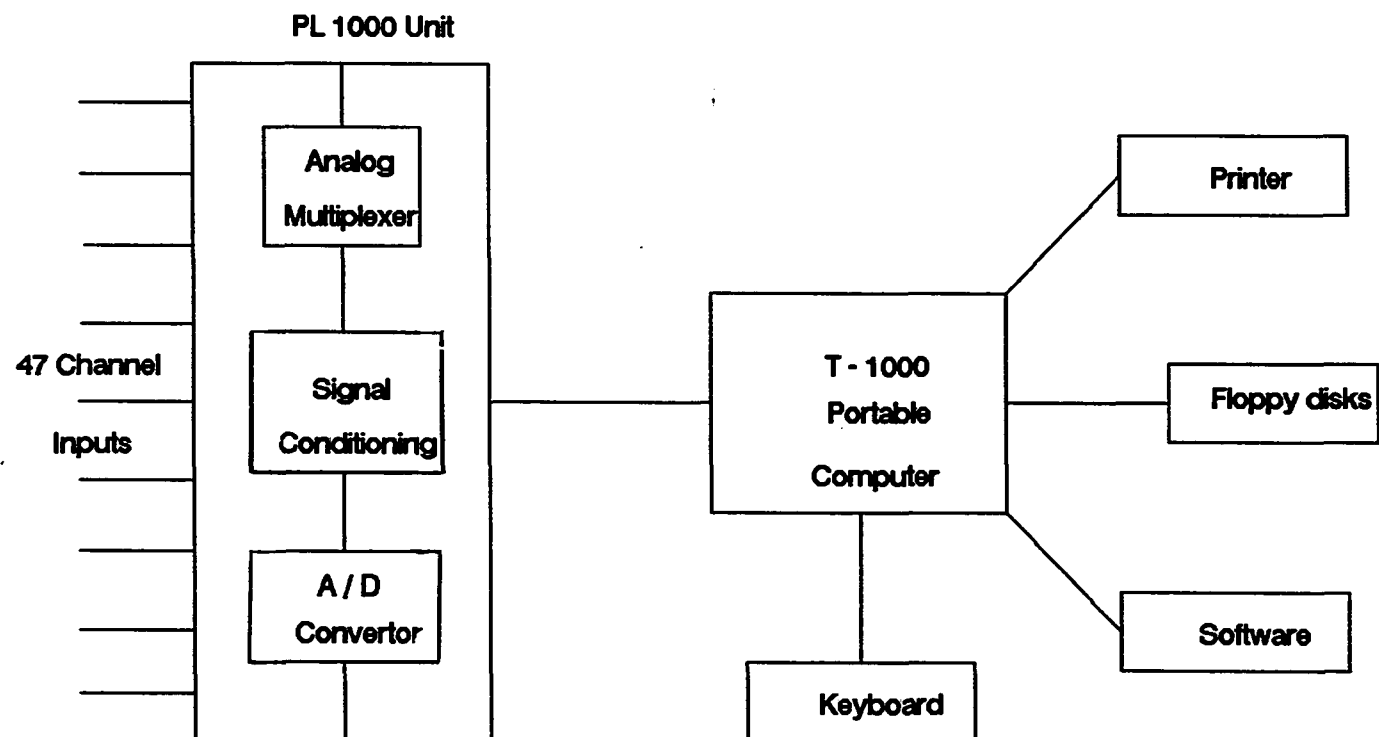 PL 1000 Unit
Analog
Multiplexer
47 Channel
Inputs
Signal
Conditioning
A / D
Convertor
T - 1000
Portable
Computer
Printer
Floppy disks
Software
Keyboard